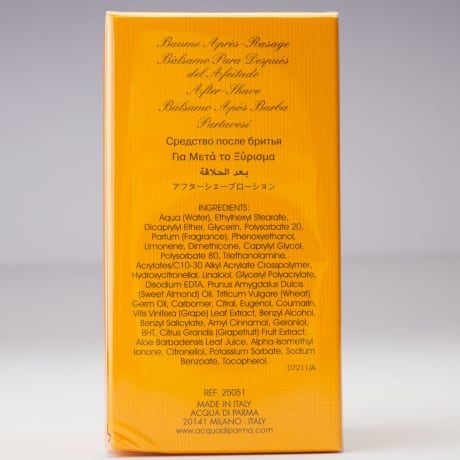 Baume Après-Rasage
Bálsamo Para Después
del Afeitado
After-Shave
Bálsamo Após Barba
Partavesi
Средство после бритья
Για Μετά το Ξύρισμα
بعد الحلاقة
アフターシェーブローション
INGREDIENTS:
Aqua (Water), Ethylhexyl Stearate,
Dicaprylyl Ether, Glycerin, Polysorbate 20,
Parfum (Fragrance), Phenoxyethanol,
Limonene, Dimethicone, Caprylyl Glycol,
Polysorbate 80, Triethanolamine,
Acrylates/C10-30 Alkyl Acrylate Crosspolymer,
Hydroxycitronellal, Linalool, Glyceryl Polyacrylate,
Disodium EDTA, Prunus Amygdalus Dulcis
(Sweet Almond) Oil, Triticum Vulgare (Wheat)
Germ Oil, Carbomer, Citral, Eugenol, Coumarin,
Vitis Vinifera (Grape) Leaf Extract, Benzyl Alcohol,
Benzyl Salicylate, Amyl Cinnamal, Geraniol,
BHT, Citrus Grandis (Grapefruit) Fruit Extract,
Aloe Barbadensis Leaf Juice, Alpha-Isomethyl
Ionone, Citronellol, Potassium Sorbate, Sodium
Benzoate, Tocopherol.
07211/A
REF. 25051
MADE IN ITALY
ACQUA DI PARMA
20141 MILANO - ITALY
www.acquadiparma.com